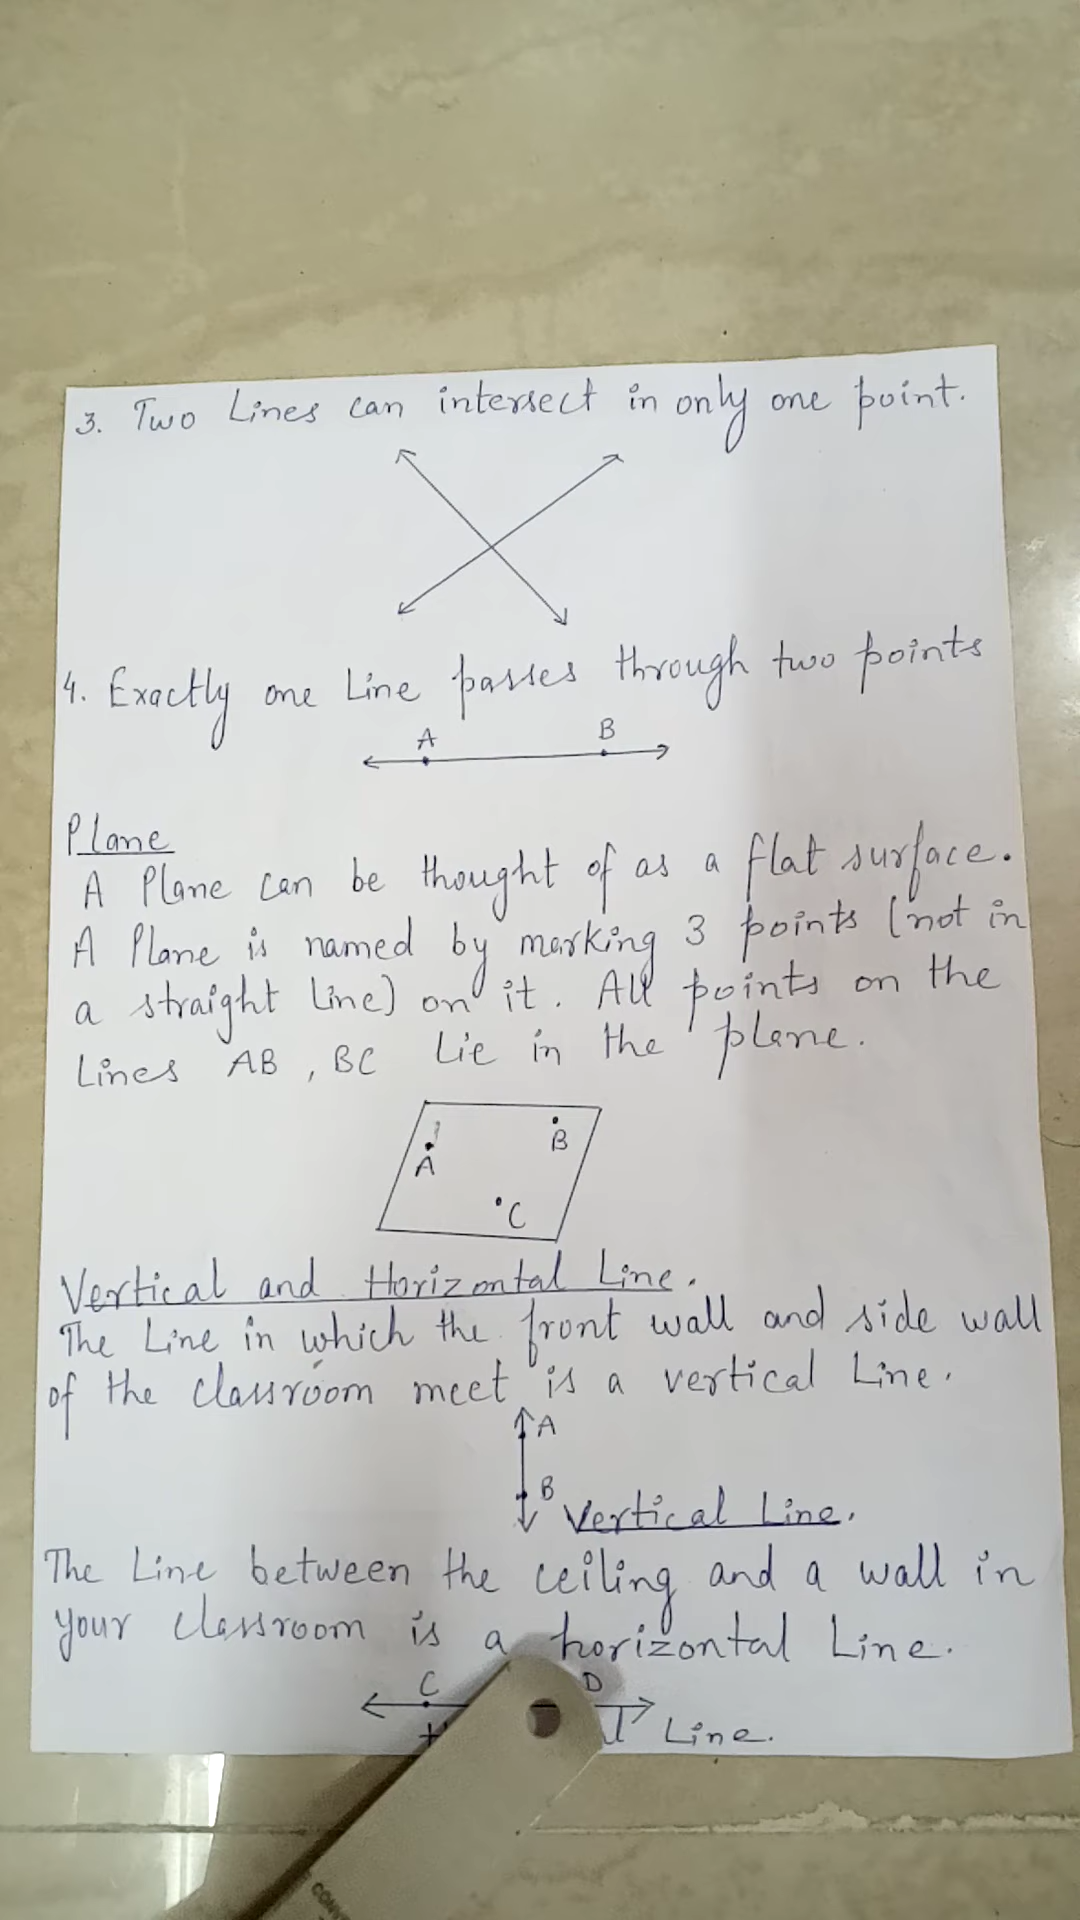 3. Two Lines can intersect in only one point.
4. Exactly one Line passes through two points
A B
Plane
A Plane can be thought of as a flat surface.
A Plane is named by marking 3 points (not in
a straight line) on it. All points on the
Lines AB, BC Lie in the plane.
A B
C
Vertical and Horizontal Line.
The Line in which the front wall and side wall
of the classroom meet is a vertical Line.
A
B
Vertical Line.
The Line between the ceiling and a wall in
your classroom is a horizontal Line.
C D
Line.